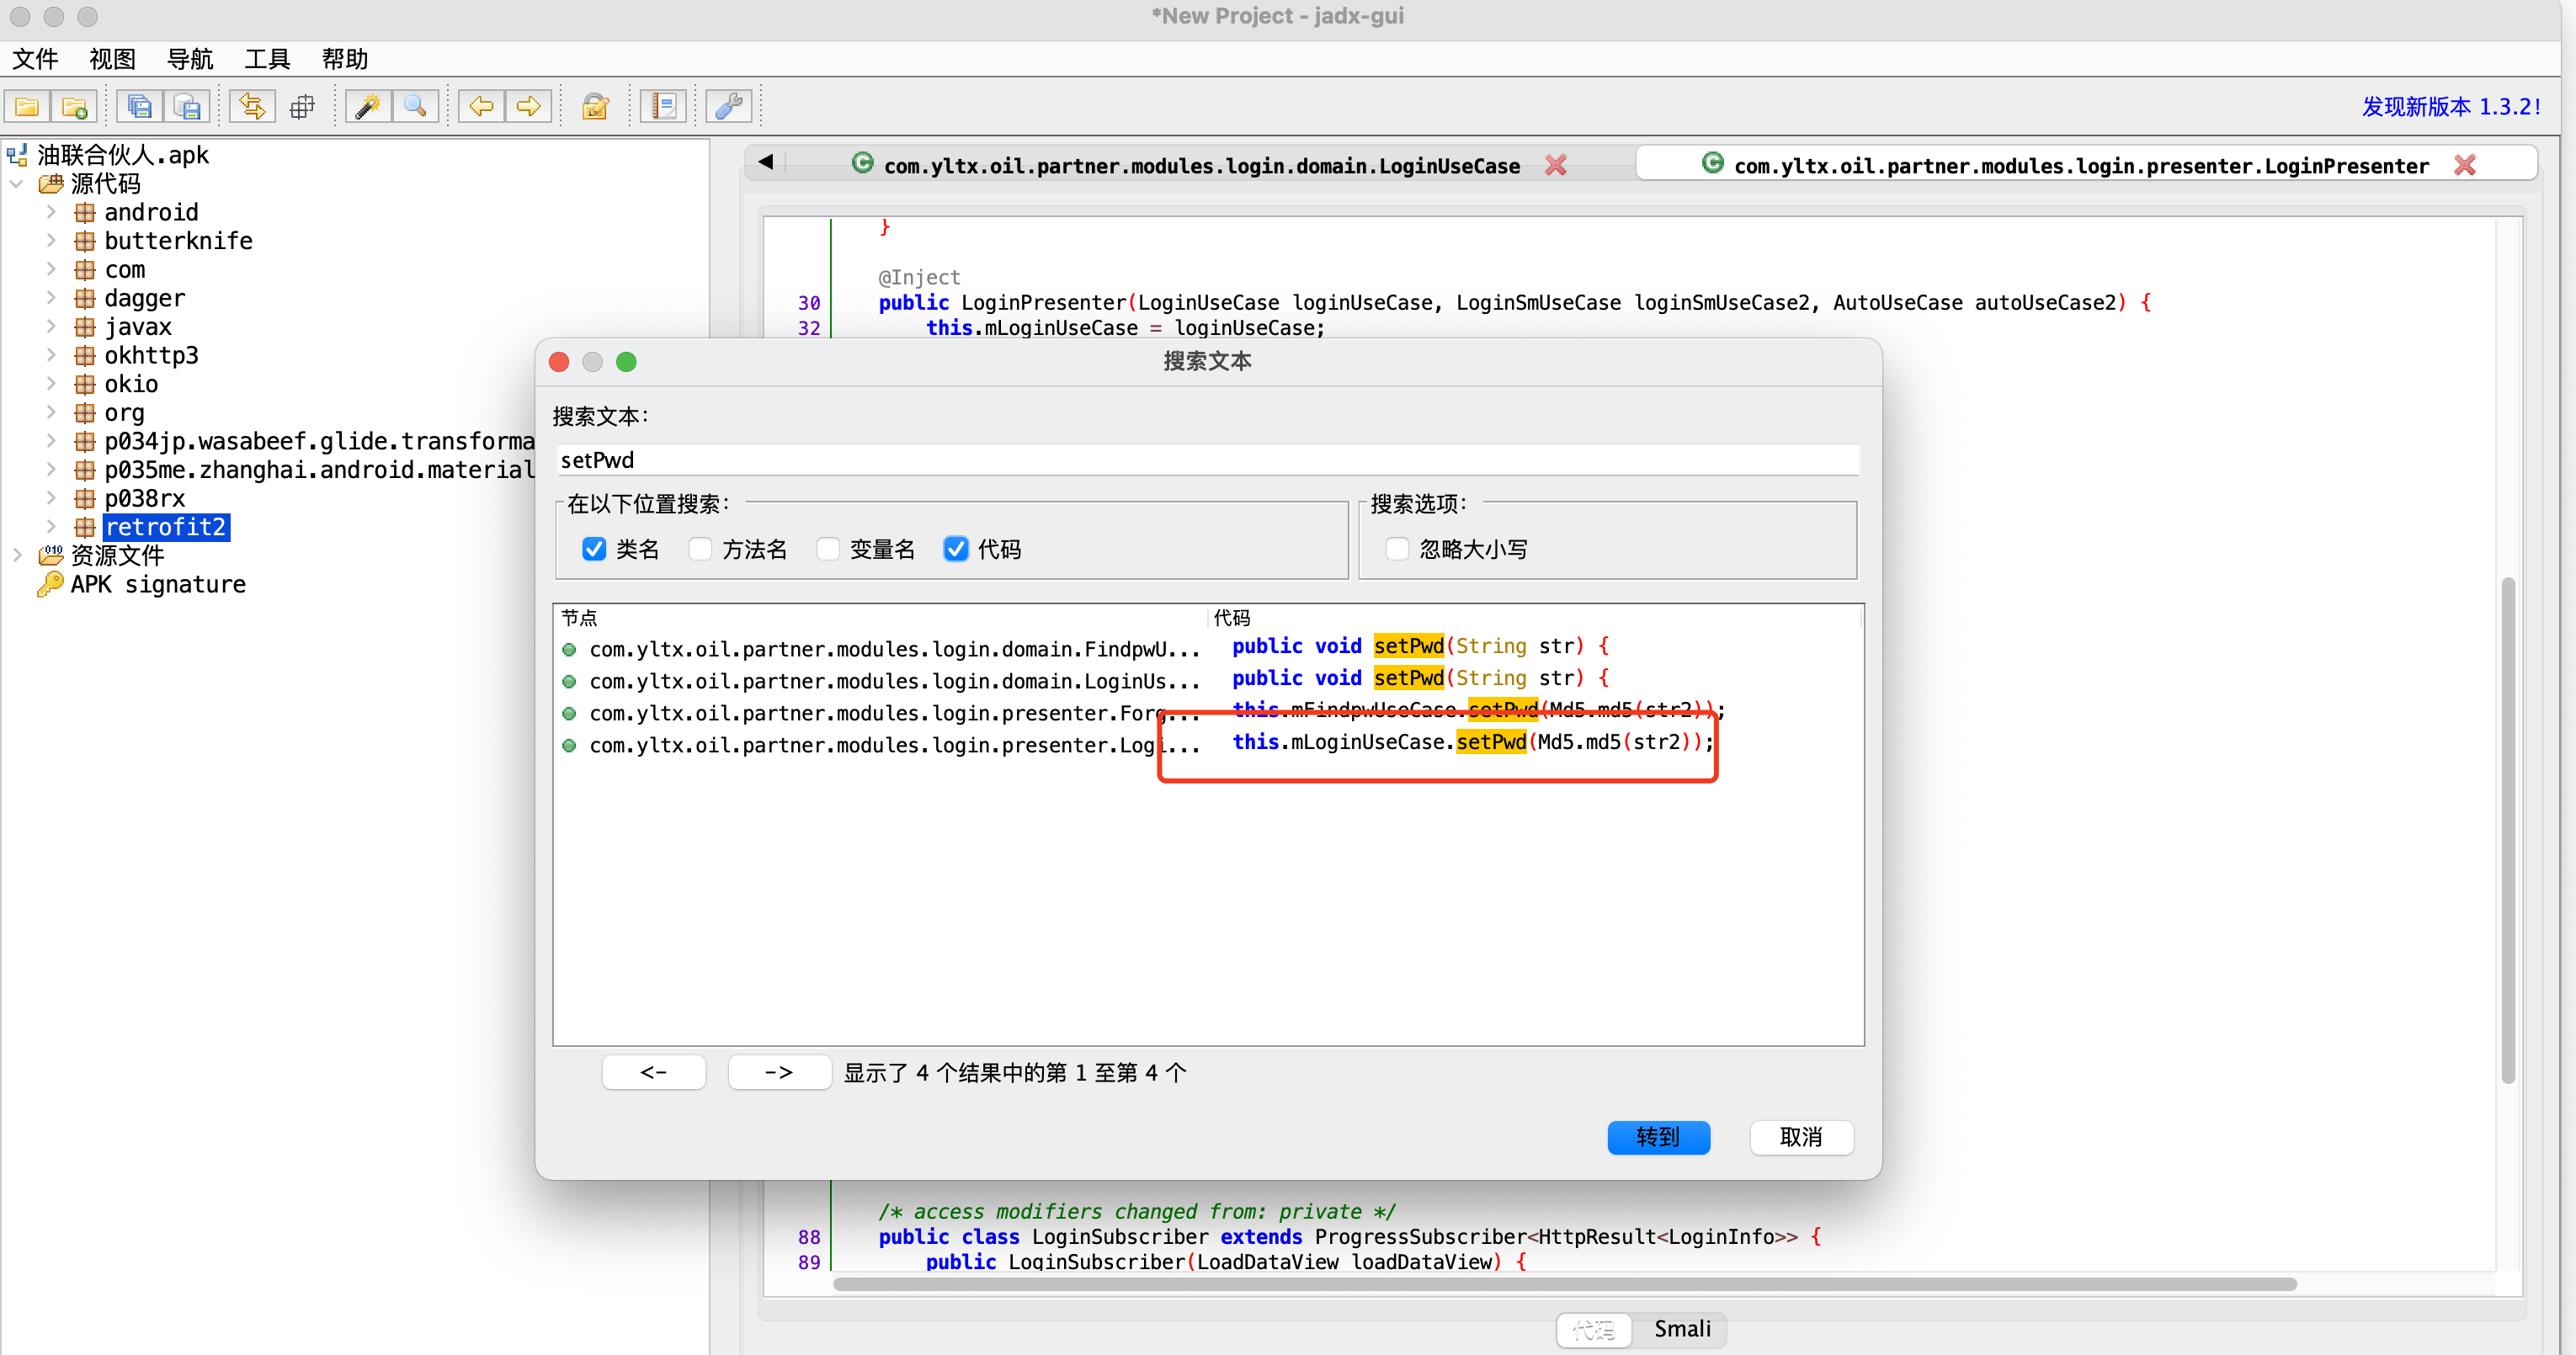 *New Project - jadx-gui
文件 视图 导航 工具 帮助
发现新版本 1.3.2!
油联合伙人.apk
源代码
android
butterknife
com
dagger
javax
okhttp3
okio
org
p034jp.wasabeef.glide.transforma
p035me.zhanghai.android.material
p038rx
retrofit2
资源文件
APK signature
com.yltx.oil.partner.modules.login.domain.LoginUseCase
com.yltx.oil.partner.modules.login.presenter.LoginPresenter
}
@Inject
30 public LoginPresenter(LoginUseCase loginUseCase, LoginSmUseCase loginSmUseCase2, AutoUseCase autoUseCase2) {
32 this.mLoginUseCase = loginUseCase;
搜索文本
搜索文本:
setPwd
在以下位置搜索:
类名 方法名 变量名 代码
搜索选项:
忽略大小写
节点 代码
com.yltx.oil.partner.modules.login.domain.FindpwU... public void setPwd(String str) {
com.yltx.oil.partner.modules.login.domain.LoginUs... public void setPwd(String str) {
com.yltx.oil.partner.modules.login.presenter.Forg... this.mFindpwUseCase.setPwd(Md5.md5(str2));
com.yltx.oil.partner.modules.login.presenter.Logi... this.mLoginUseCase.setPwd(Md5.md5(str2));
<- -> 显示了 4 个结果中的第 1 至第 4 个
转到 取消
/* access modifiers changed from: private */
88 public class LoginSubscriber extends ProgressSubscriber<HttpResult<LoginInfo>> {
89 public LoginSubscriber(LoadDataView loadDataView) {
代码 Smali